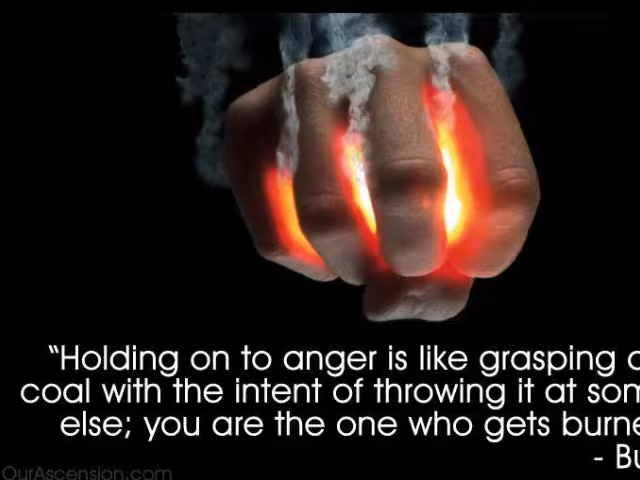 “Holding on to anger is like grasping
coal with the intent of throwing it at
else; you are the one who gets
-
OurAscension.com